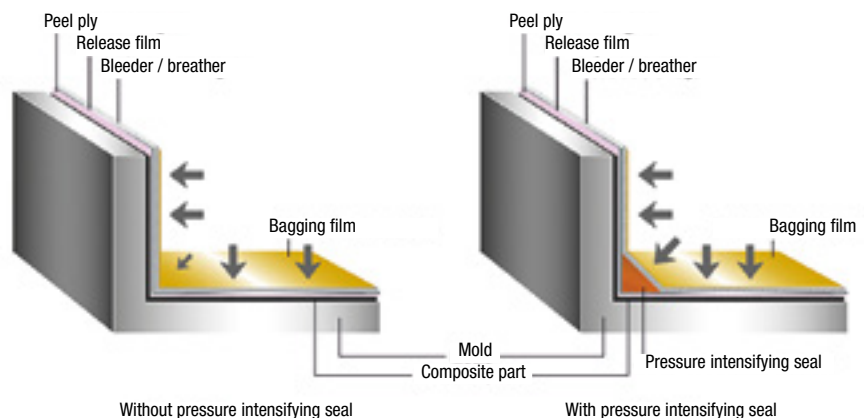 Peel ply
Release film
Bleeder / breather
Bagging film
Peel ply
Release film
Bleeder / breather
Bagging film
Mold
Composite part
Pressure intensifying seal
Without pressure intensifying seal
With pressure intensifying seal